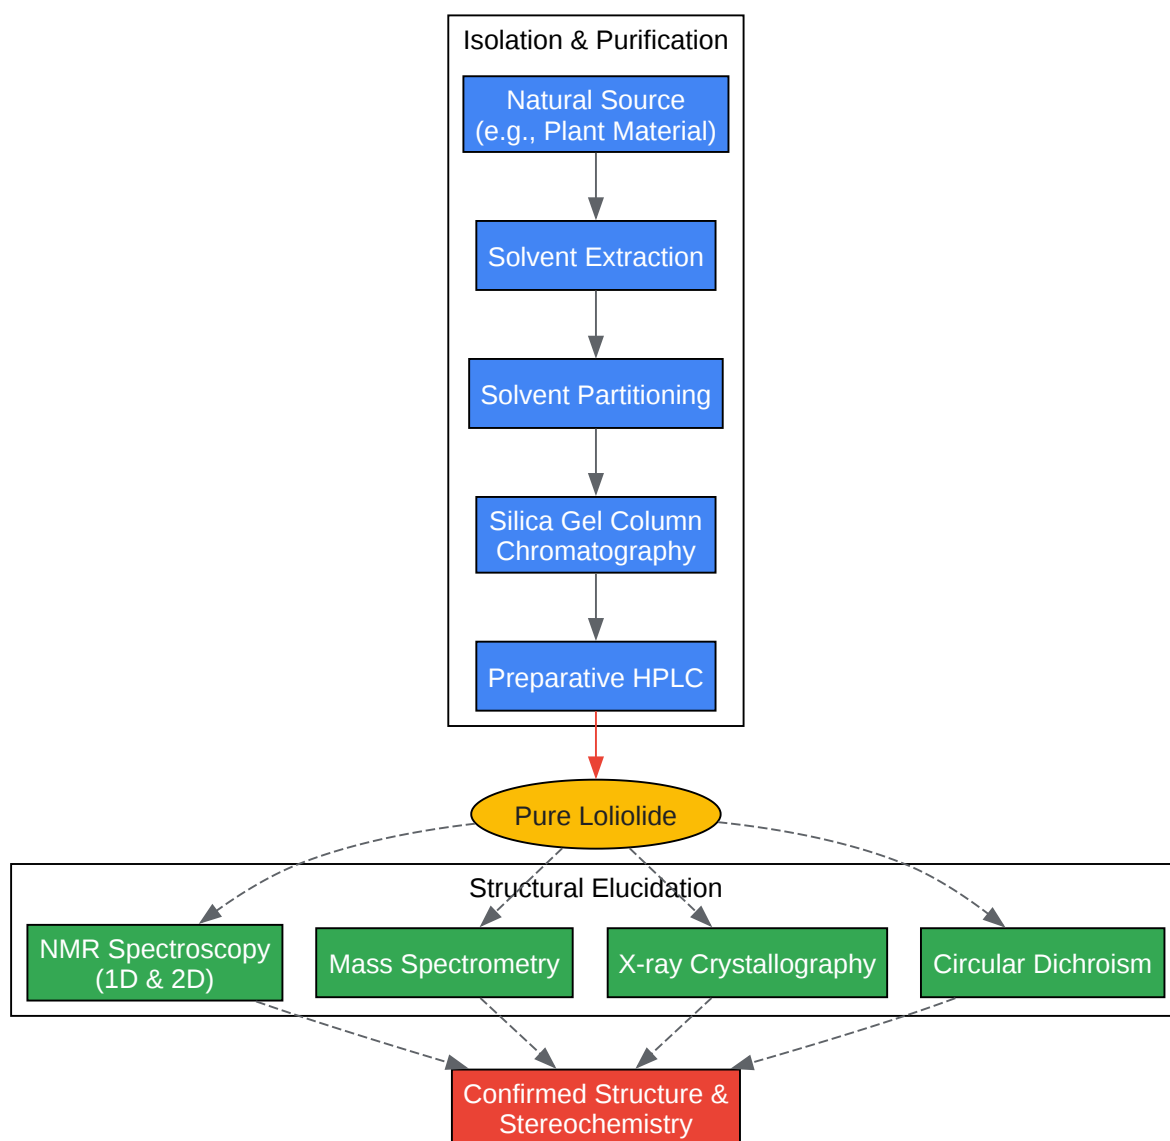 Isolation & Purification
Natural Source
(e.g., Plant Material)
Solvent Extraction
Solvent Partitioning
Silica Gel Column
Chromatography
Preparative HPLC
Pure Loliolide
Structural Elucidation
NMR Spectroscopy
(1D & 2D)
Mass Spectrometry
X-ray Crystallography
Circular Dichroism
Confirmed Structure &
Stereochemistry